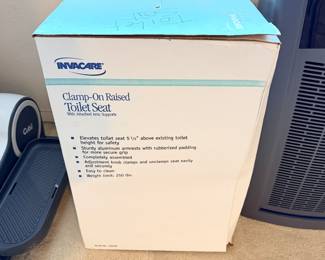 Toilet
Seat
INVACARE
Clamp-On Raised
Toilet Seat
With Attached Arm Supports
Elevates toilet seat 5 ½" above existing toilet
height for safety
Sturdy aluminum armrests with rubberized padding
for more secure grip
Completely assembled
Adjustment knob clamps and unclamps seat easily
and securely
Easy to clean
Weight limit: 250 lbs.